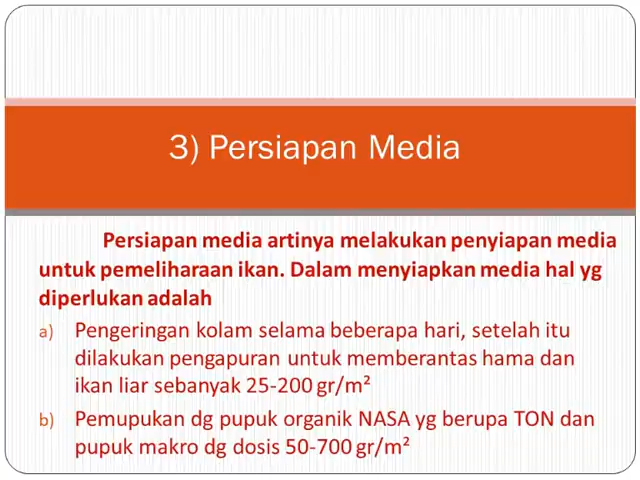 3) Persiapan Media
Persiapan media artinya melakukan penyiapan media
untuk pemeliharaan ikan. Dalam menyiapkan media hal yg
diperlukan adalah
a) Pengeringan kolam selama beberapa hari, setelah itu
dilakukan pengapuran untuk memberantas hama dan
ikan liar sebanyak 25-200 gr/m²
b) Pemupukan dg pupuk organik NASA yg berupa TON dan
pupuk makro dg dosis 50-700 gr/m²